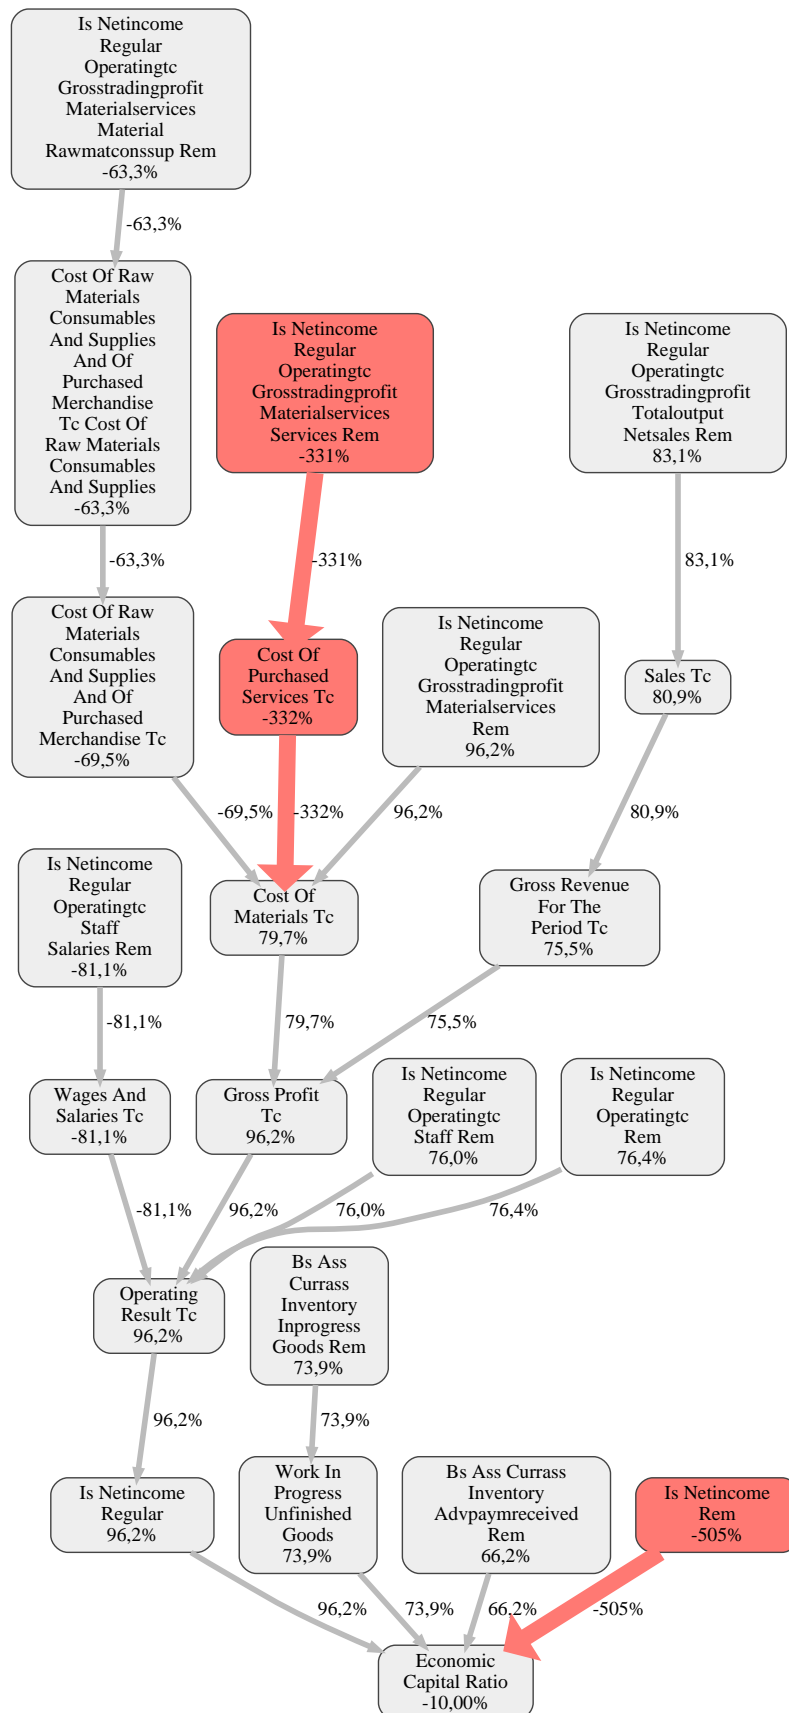 Is Netincome
Regular
Operatingtc
Grosstradingprofit
Materialservices
Material
Rawmatconssup Rem
-63,3%
-63,3%
Cost Of Raw
Materials
Consumables
And Supplies
And Of
Purchased
Merchandise
Tc Cost Of
Raw Materials
Consumables
And Supplies
-63,3%
Is Netincome
Regular
Operatingtc
Grosstradingprofit
Materialservices
Services Rem
-331%
Is Netincome
Regular
Operatingtc
Grosstradingprofit
Totaloutput
Netsales Rem
83,1%
-63,3%
-331%
83,1%
Cost Of Raw
Materials
Consumables
And Supplies
And Of
Purchased
Merchandise Tc
-69,5%
Cost Of
Purchased
Services Tc
-332%
Is Netincome
Regular
Operatingtc
Grosstradingprofit
Materialservices
Rem
96,2%
Sales Tc
80,9%
-69,5%
-332%
96,2%
80,9%
Is Netincome
Regular
Operatingtc
Staff
Salaries Rem
-81,1%
Cost Of
Materials Tc
79,7%
Gross Revenue
For The
Period Tc
75,5%
-81,1%
79,7%
75,5%
Wages And
Salaries Tc
-81,1%
Gross Profit
Tc
96,2%
Is Netincome
Regular
Operatingtc
Staff Rem
76,0%
Is Netincome
Regular
Operatingtc
Rem
76,4%
-81,1%
96,2%
76,0%
76,4%
Operating
Result Tc
96,2%
Bs Ass
Currass
Inventory
Inprogress
Goods Rem
73,9%
96,2%
73,9%
Is Netincome
Regular
96,2%
Work In
Progress
Unfinished
Goods
73,9%
Bs Ass Currass
Inventory
Advpaymreceived
Rem
66,2%
Is Netincome
Rem
-505%
96,2%
73,9%
66,2%
-505%
Economic
Capital Ratio
-10,00%